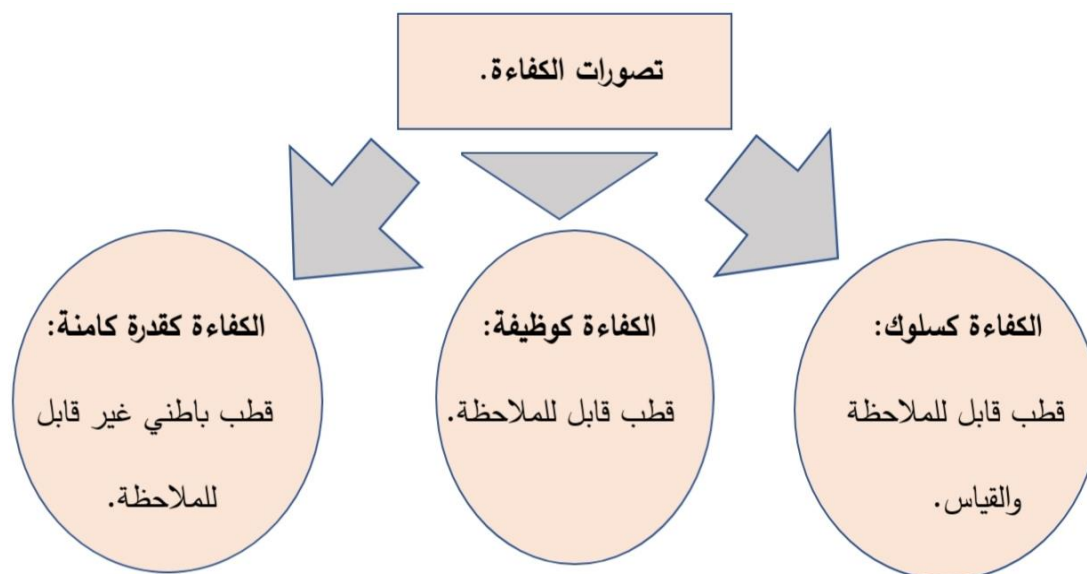 تصورات الكفاءة.
الكفاءة كسلوك:
قطب قابل للملاحظة
والقياس.
الكفاءة كوظيفة:
قطب قابل للملاحظة.
الكفاءة كقدرة كامنة:
قطب باطني غير قابل
للملاحظة.